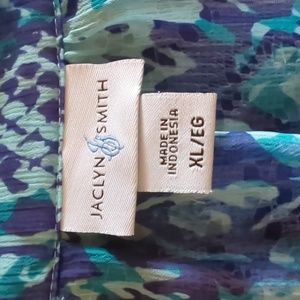 JACLYN SMITH
MADE IN
INDONESIA
XL/EG